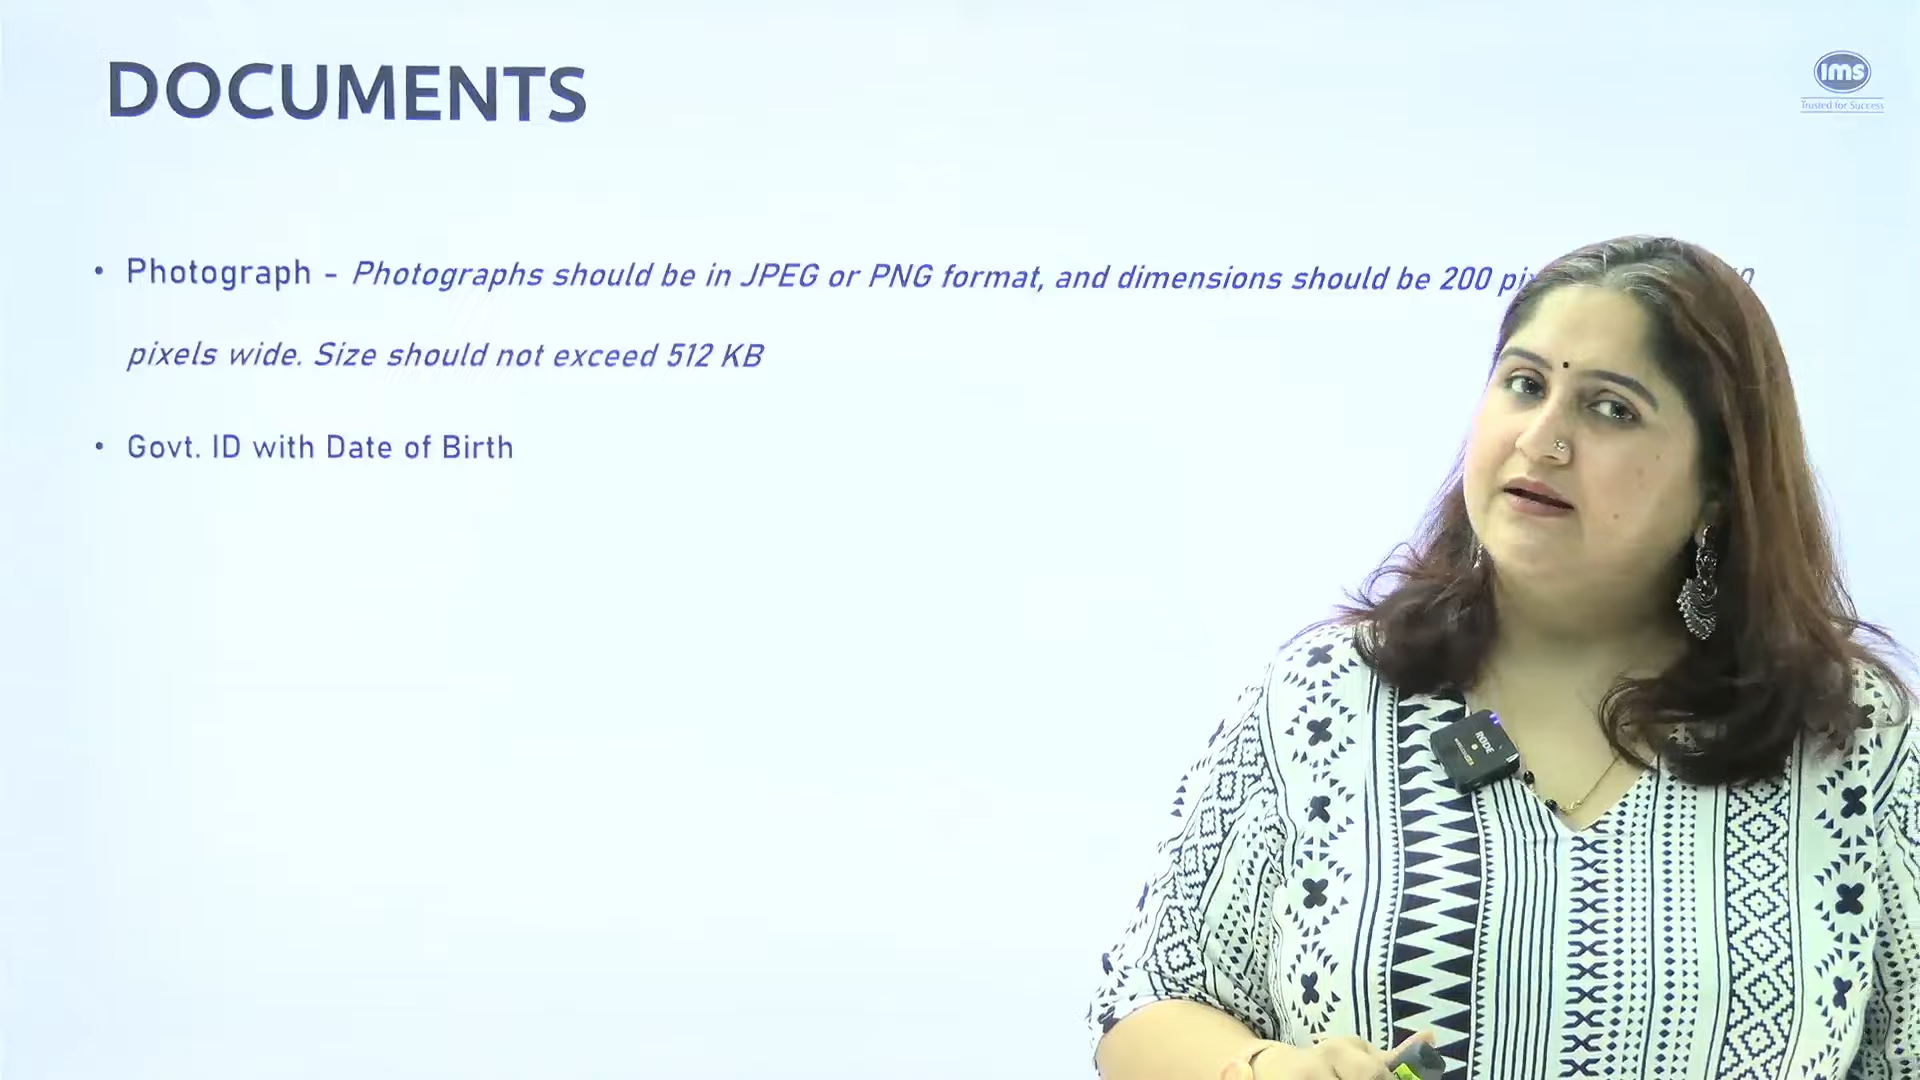 DOCUMENTS
ims
Trusted for Success
• Photograph - Photographs should be in JPEG or PNG format, and dimensions should be 200
pixels wide. Size should not exceed 512 KB
• Govt. ID with Date of Birth
RØDE